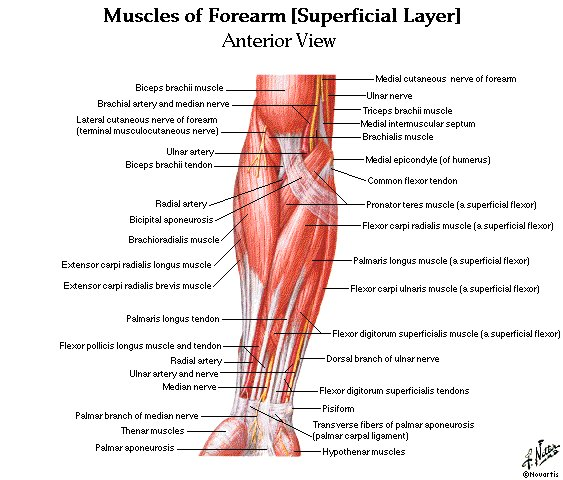 Muscles of Forearm [Superficial Layer]
Anterior View
Biceps brachii muscle
Brachial artery and median nerve
Lateral cutaneous nerve of forearm
(terminal musculocutaneous nerve)
Ulnar artery
Biceps brachii tendon
Radial artery
Bicipital aponeurosis
Brachioradialis muscle
Extensor carpi radialis longus muscle
Extensor carpi radialis brevis muscle
Palmaris longus tendon
Flexor pollicis longus muscle and tendon
Radial artery
Ulnar artery and nerve
Median nerve
Palmar branch of median nerve
Thenar muscles
Palmar aponeurosis
Medial cutaneous nerve of forearm
Ulnar nerve
Triceps brachii muscle
Medial intermuscular septum
Brachialis muscle
Medial epicondyle (of humerus)
Common flexor tendon
Pronator teres muscle (a superficial flexor)
Flexor carpi radialis muscle (a superficial flexor)
Palmaris longus muscle (a superficial flexor)
Flexor carpi ulnaris muscle (a superficial flexor)
Flexor digitorum superficialis muscle (a superficial flexor)
Dorsal branch of ulnar nerve
Flexor digitorum superficialis tendons
Pisiform
Transverse fibers of palmar aponeurosis
(palmar carpal ligament)
Hypothenar muscles
©Novartis